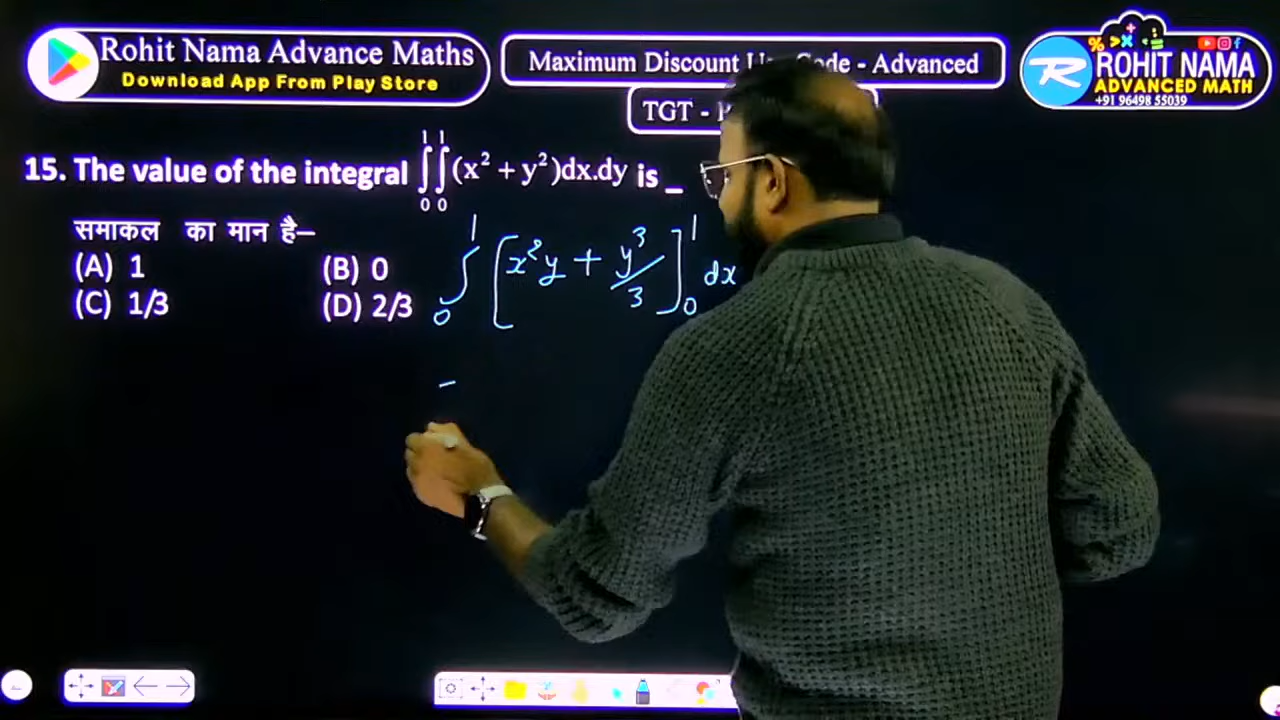 Rohit Nama Advance Maths
Download App From Play Store
Maximum Discount Code - Advanced
TGT -
ROHIT NAMA
ADVANCED MATH
+91 96498 55039
15. The value of the integral ∫₀¹∫₀¹(x² + y²)dx.dy is _
समाकल का मान है–
(A) 1 (B) 0
(C) 1/3 (D) 2/3
∫₀¹ [x²y + y³/3]₀¹ dx